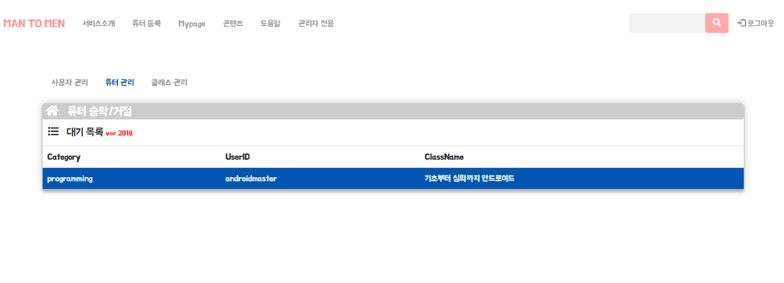 MAN TO MEN 서비스소개 튜터 등록 Mypage 콘텐츠 도움말 관리자 전용 로그아웃
사용자 관리 튜터 관리 클래스 관리
튜터 승락/거절
대기 목록 ver 2018
Category UserID ClassName
programming androidmaster 기초부터 심화까지 안드로이드